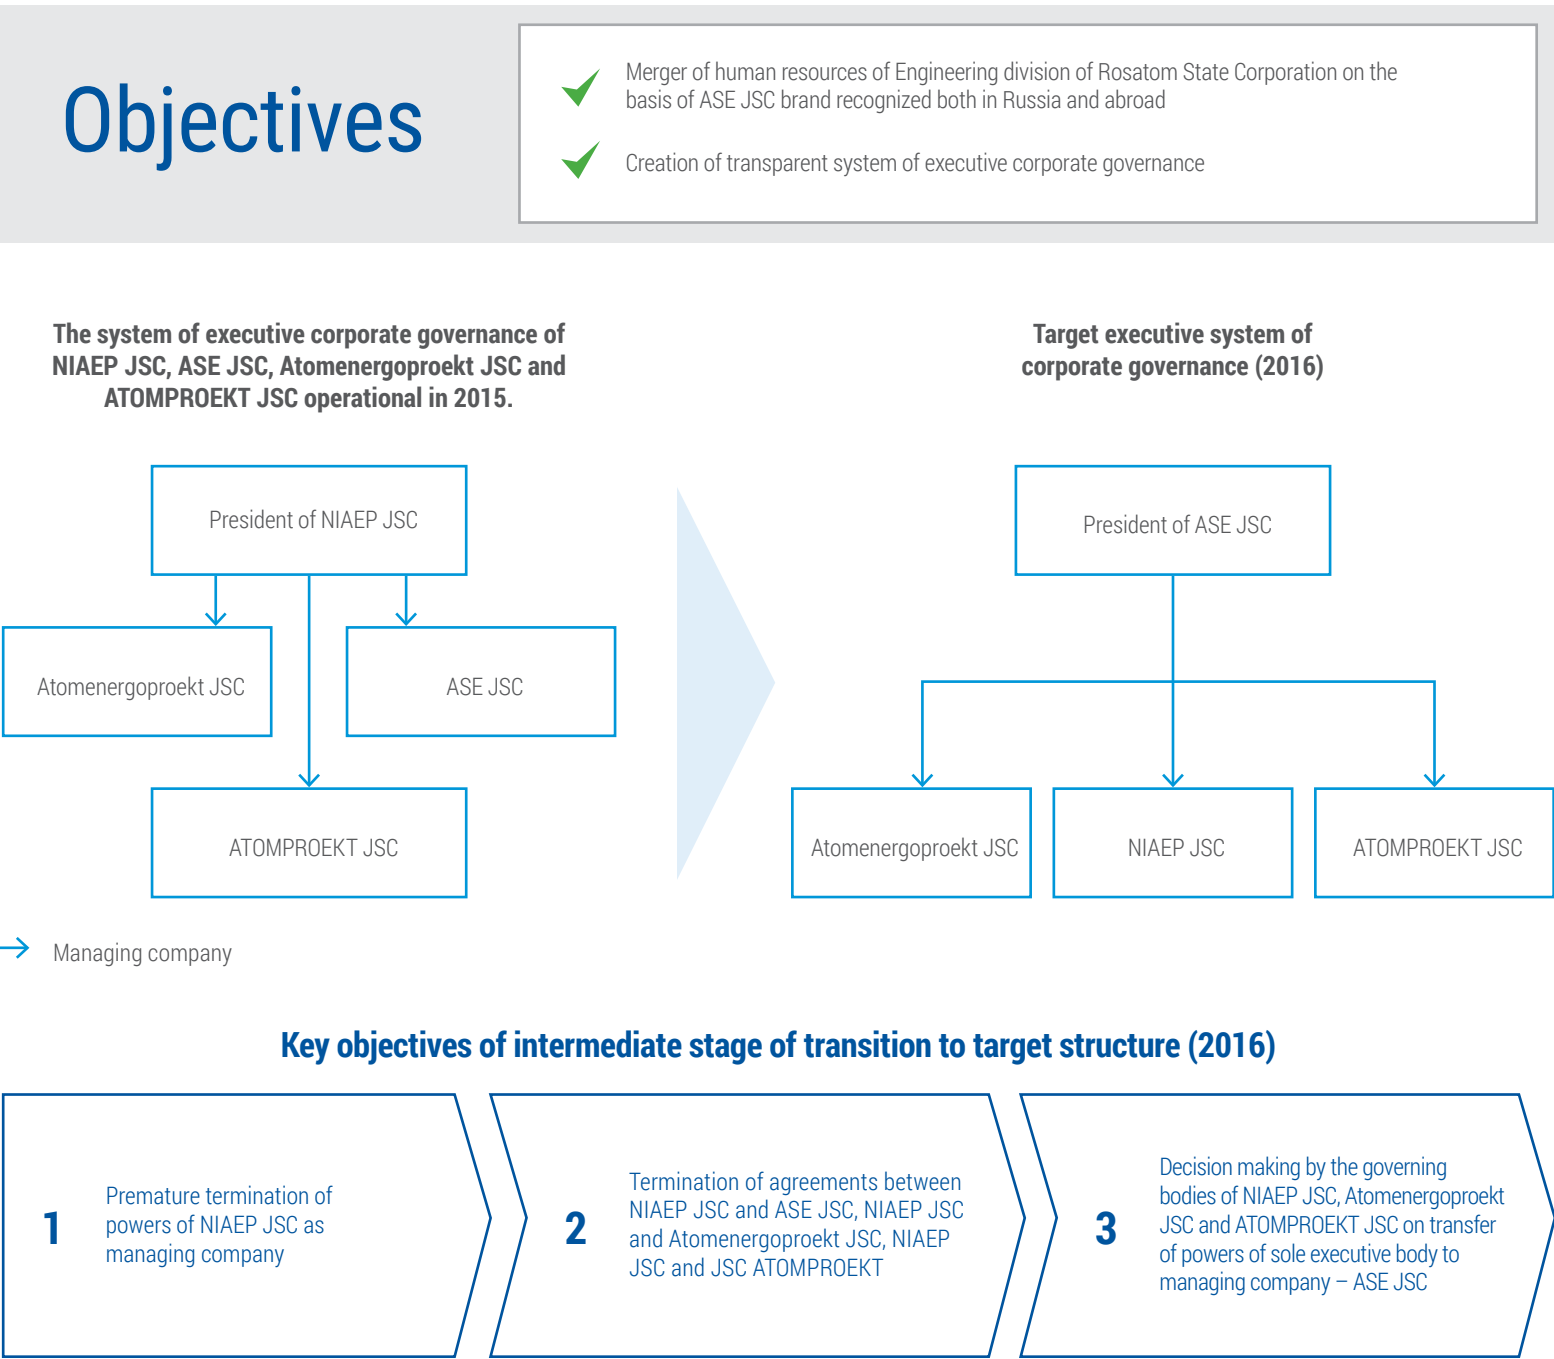 Objectives
Merger of human resources of Engineering division of Rosatom State Corporation on the
basis of ASE JSC brand recognized both in Russia and abroad
Creation of transparent system of executive corporate governance
The system of executive corporate governance of
NIAEP JSC, ASE JSC, Atomenergoproekt JSC and
ATOMPROEKT JSC operational in 2015.
President of NIAEP JSC
Atomenergoproekt JSC
ASE JSC
ATOMPROEKT JSC
Managing company
Target executive system of
corporate governance (2016)
President of ASE JSC
Atomenergoproekt JSC
NIAEP JSC
ATOMPROEKT JSC
Key objectives of intermediate stage of transition to target structure (2016)
1
Premature termination of
powers of NIAEP JSC as
managing company
2
Termination of agreements between
NIAEP JSC and ASE JSC, NIAEP JSC
and Atomenergoproekt JSC, NIAEP
JSC and JSC ATOMPROEKT
3
Decision making by the governing
bodies of NIAEP JSC, Atomenergoproekt
JSC and ATOMPROEKT JSC on transfer
of powers of sole executive body to
managing company – ASE JSC